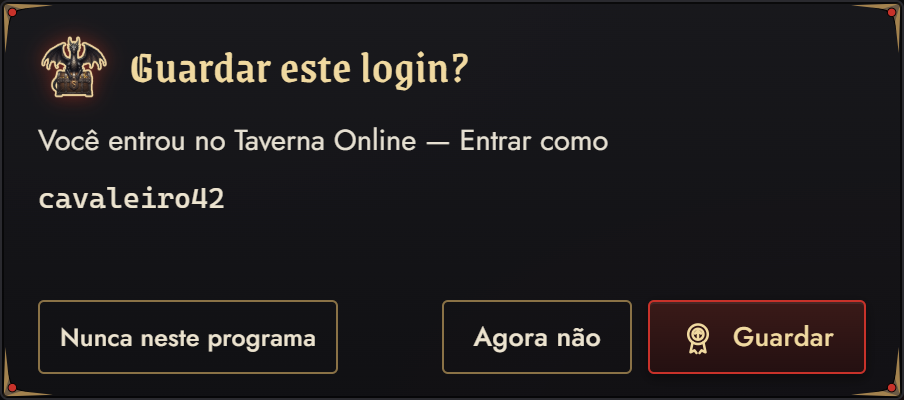 Guardar este login?
Você entrou no Taverna Online — Entrar como
cavaleiro42
Nunca neste programa
Agora não
Guardar